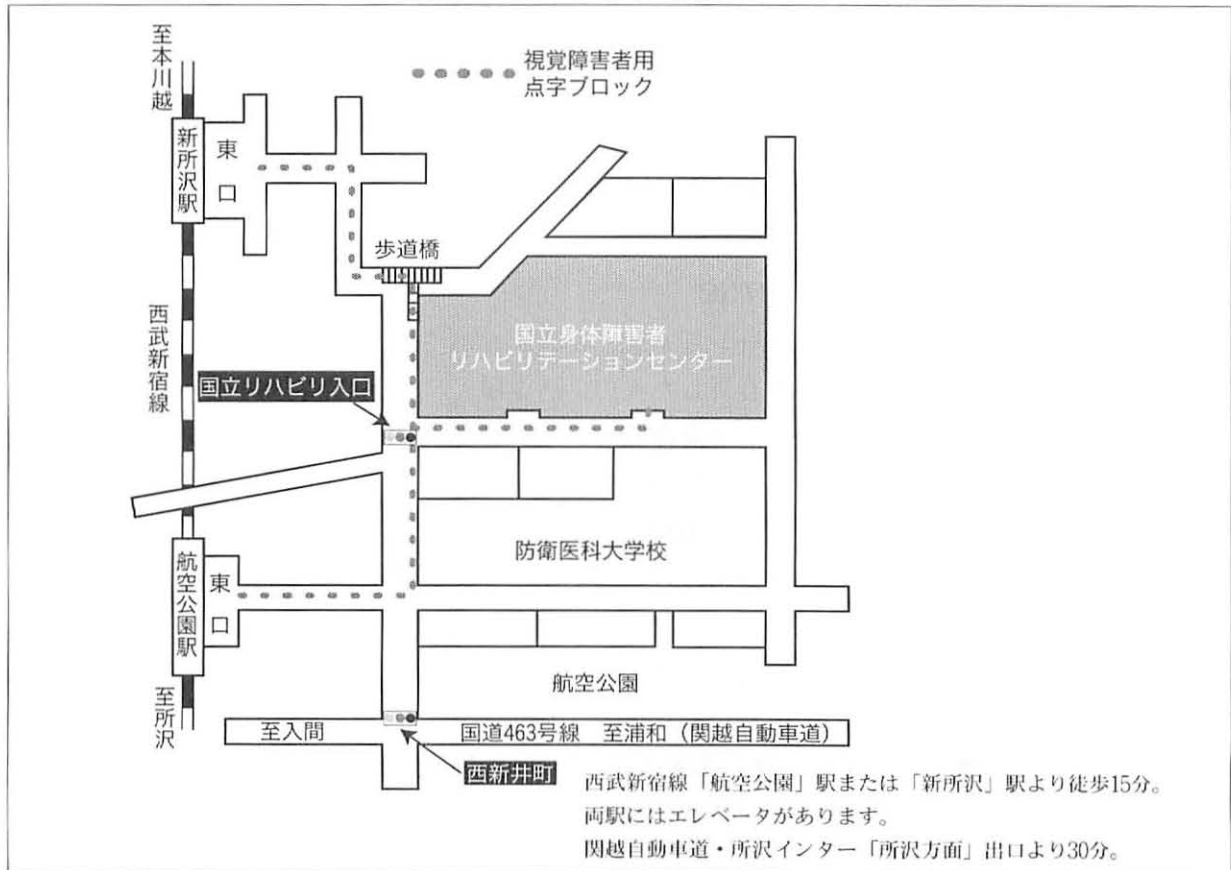 至本川越
視覚障害者用
点字ブロック
新所沢駅
東口
歩道橋
西武新宿線
国立身体障害者
リハビリテーションセンター
国立リハビリ入口
防衛医科大学校
航空公園駅
東口
航空公園
至所沢
至入間
国道463号線 至浦和（関越自動車道）
西新井町
西武新宿線「航空公園」駅または「新所沢」駅より徒歩15分。
両駅にはエレベータがあります。
関越自動車道・所沢インター「所沢方面」出口より30分。